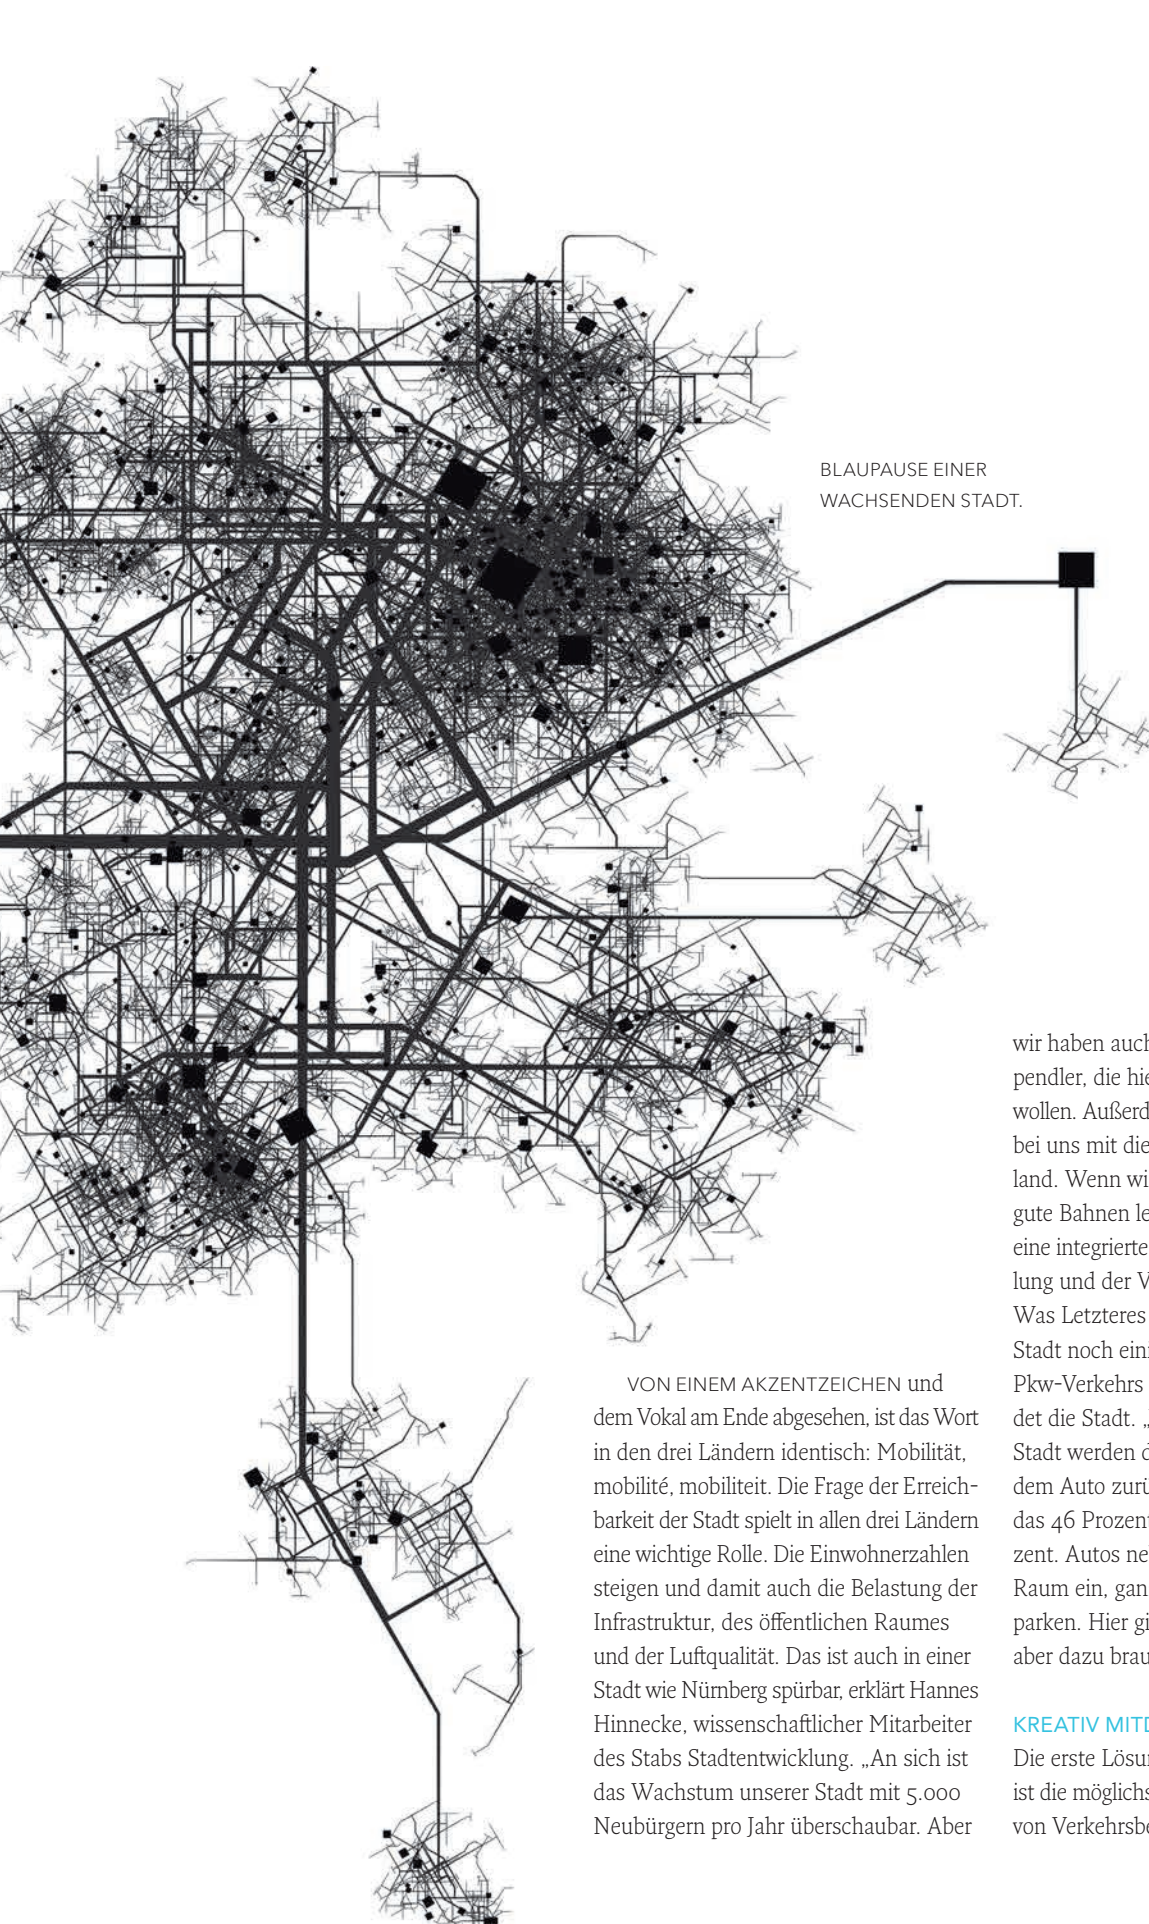 BLAUPAUSE EINER
WACHSENDEN STADT.
VON EINEM AKZENTZEICHEN und
dem Vokal am Ende abgesehen, ist das Wort
in den drei Ländern identisch: Mobilität,
mobilité, mobiliteit. Die Frage der Erreich-
barkeit der Stadt spielt in allen drei Ländern
eine wichtige Rolle. Die Einwohnerzahlen
steigen und damit auch die Belastung der
Infrastruktur, des öffentlichen Raumes
und der Luftqualität. Das ist auch in einer
Stadt wie Nürnberg spürbar, erklärt Hannes
Hinnecke, wissenschaftlicher Mitarbeiter
des Stabs Stadtentwicklung. „An sich ist
das Wachstum unserer Stadt mit 5.000
Neubürgern pro Jahr überschaubar. Aber
wir haben auch
pendler, die hie
wollen. Außerd
bei uns mit die
land. Wenn wi
gute Bahnen le
eine integrierte
lung und der V
Was Letzteres
Stadt noch eini
Pkw-Verkehrs
det die Stadt. „
Stadt werden d
dem Auto zurü
das 46 Prozent
zent. Autos ne
Raum ein, gan
parken. Hier gi
aber dazu brau
KREATIV MITD
Die erste Lösun
ist die möglichs
von Verkehrsbe